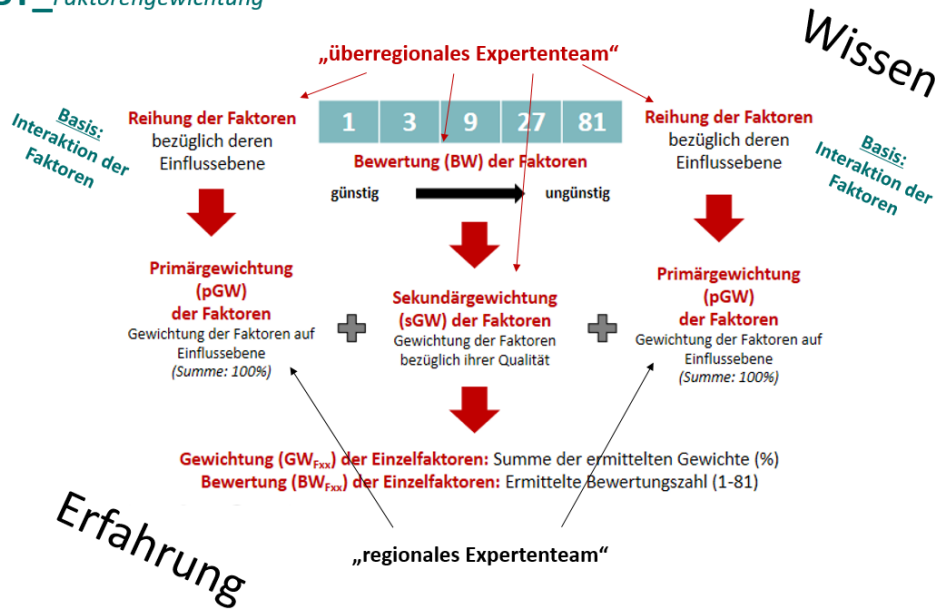 Faktorengewichtung
Wissen
„überregionales Expertenteam“
Basis:
Interaktion der
Faktoren
Reihung der Faktoren
bezüglich deren
Einflussebene
1 3 9 27 81
Bewertung (BW) der Faktoren
günstig ungünstig
Reihung der Faktoren
bezüglich deren
Einflussebene
Basis:
Interaktion der
Faktoren
Primärgewichtung
(pGW)
der Faktoren
Gewichtung der Faktoren auf
Einflussebene
(Summe: 100%)
Sekundärgewichtung
(sGW) der Faktoren
Gewichtung der Faktoren
bezüglich ihrer Qualität
Primärgewichtung
(pGW)
der Faktoren
Gewichtung der Faktoren auf
Einflussebene
(Summe: 100%)
Gewichtung (GWFxx) der Einzelfaktoren: Summe der ermittelten Gewichte (%)
Bewertung (BWFxx) der Einzelfaktoren: Ermittelte Bewertungszahl (1-81)
Erfahrung
„regionales Expertenteam“